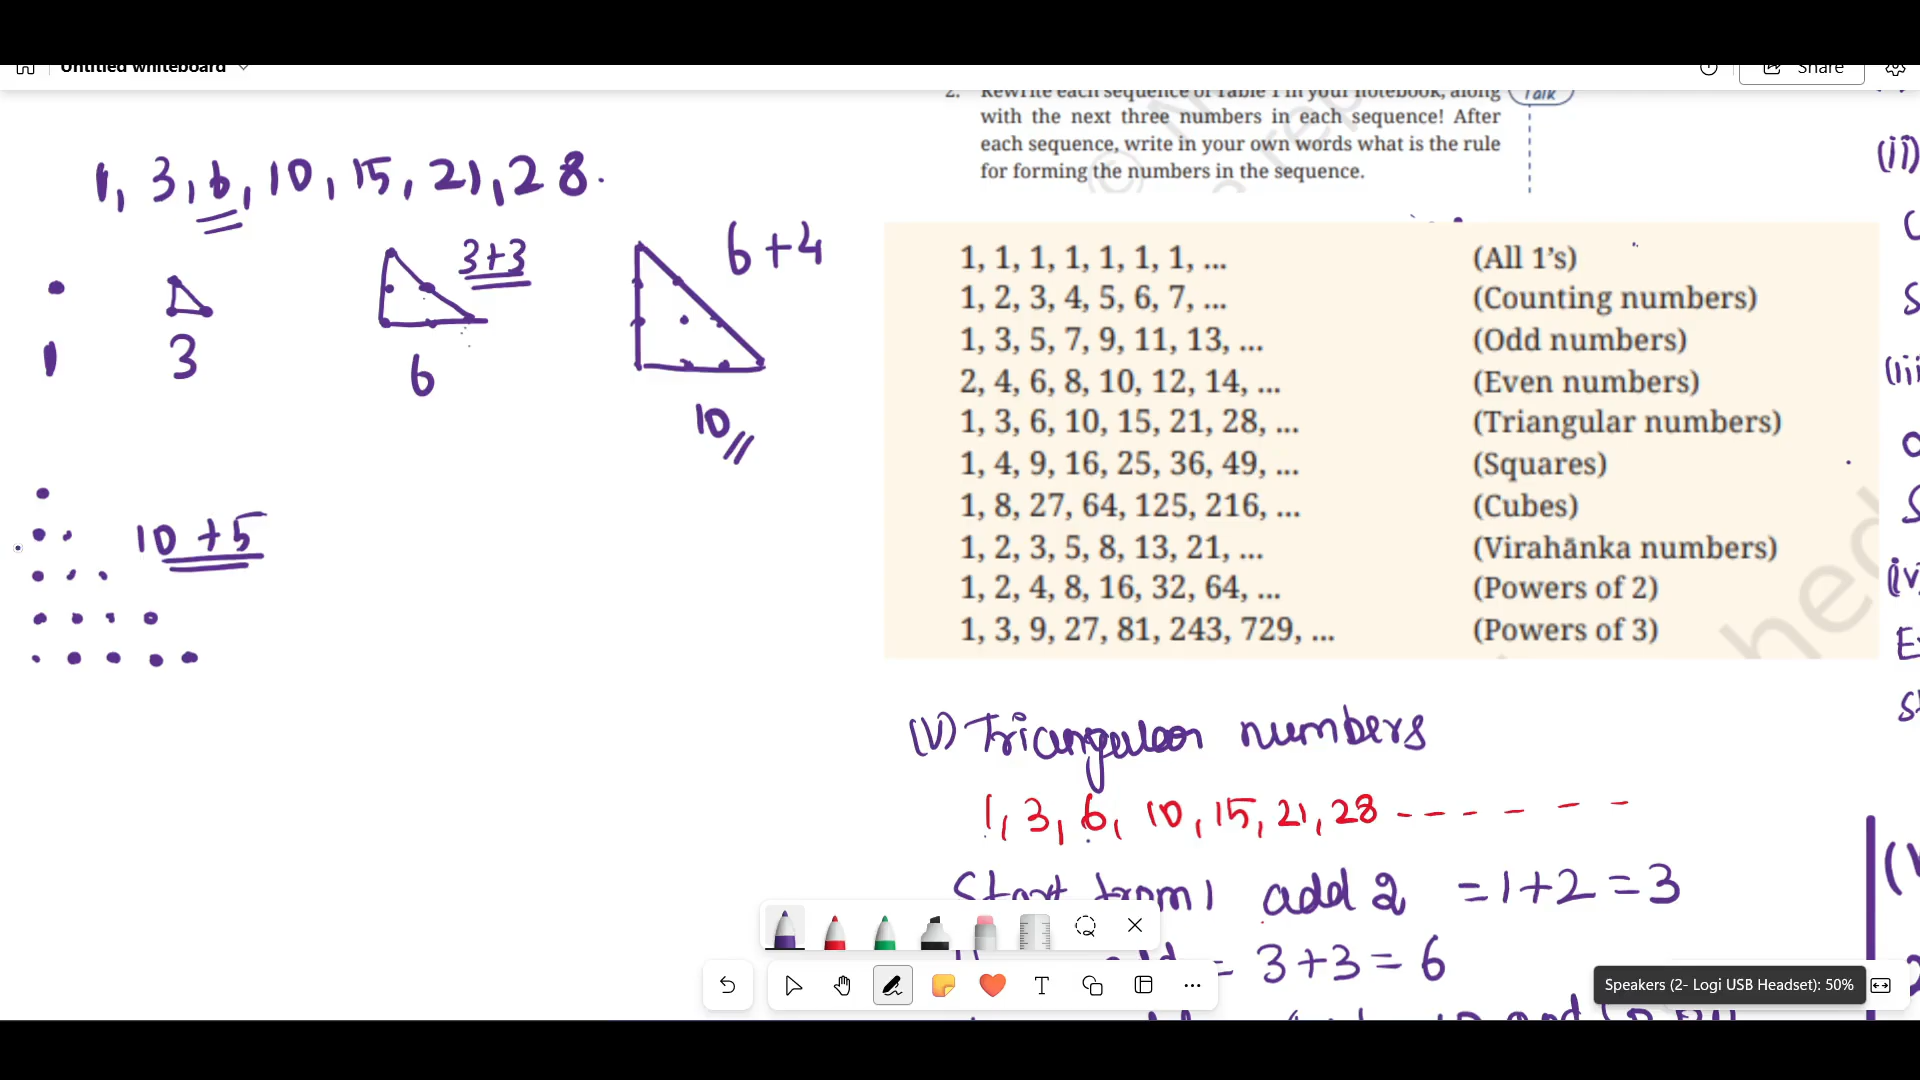 Untitled whiteboard
Share
2. Rewrite each sequence of Table 1 in your notebook, along
with the next three numbers in each sequence! After
each sequence, write in your own words what is the rule
for forming the numbers in the sequence.
Talk
1, 3, 6, 10, 15, 21, 28.
3+3
6+4
1
3
6
10
10+5
1, 1, 1, 1, 1, 1, 1, ... (All 1's)
1, 2, 3, 4, 5, 6, 7, ... (Counting numbers)
1, 3, 5, 7, 9, 11, 13, ... (Odd numbers)
2, 4, 6, 8, 10, 12, 14, ... (Even numbers)
1, 3, 6, 10, 15, 21, 28, ... (Triangular numbers)
1, 4, 9, 16, 25, 36, 49, ... (Squares)
1, 8, 27, 64, 125, 216, ... (Cubes)
1, 2, 3, 5, 8, 13, 21, ... (Virahānka numbers)
1, 2, 4, 8, 16, 32, 64, ... (Powers of 2)
1, 3, 9, 27, 81, 243, 729, ... (Powers of 3)
(V) Triangular numbers
1, 3, 6, 10, 15, 21, 28 -------
Start from 1 add 2 = 1+2 = 3
= 3+3 = 6
(ii)
Speakers (2- Logi USB Headset): 50%